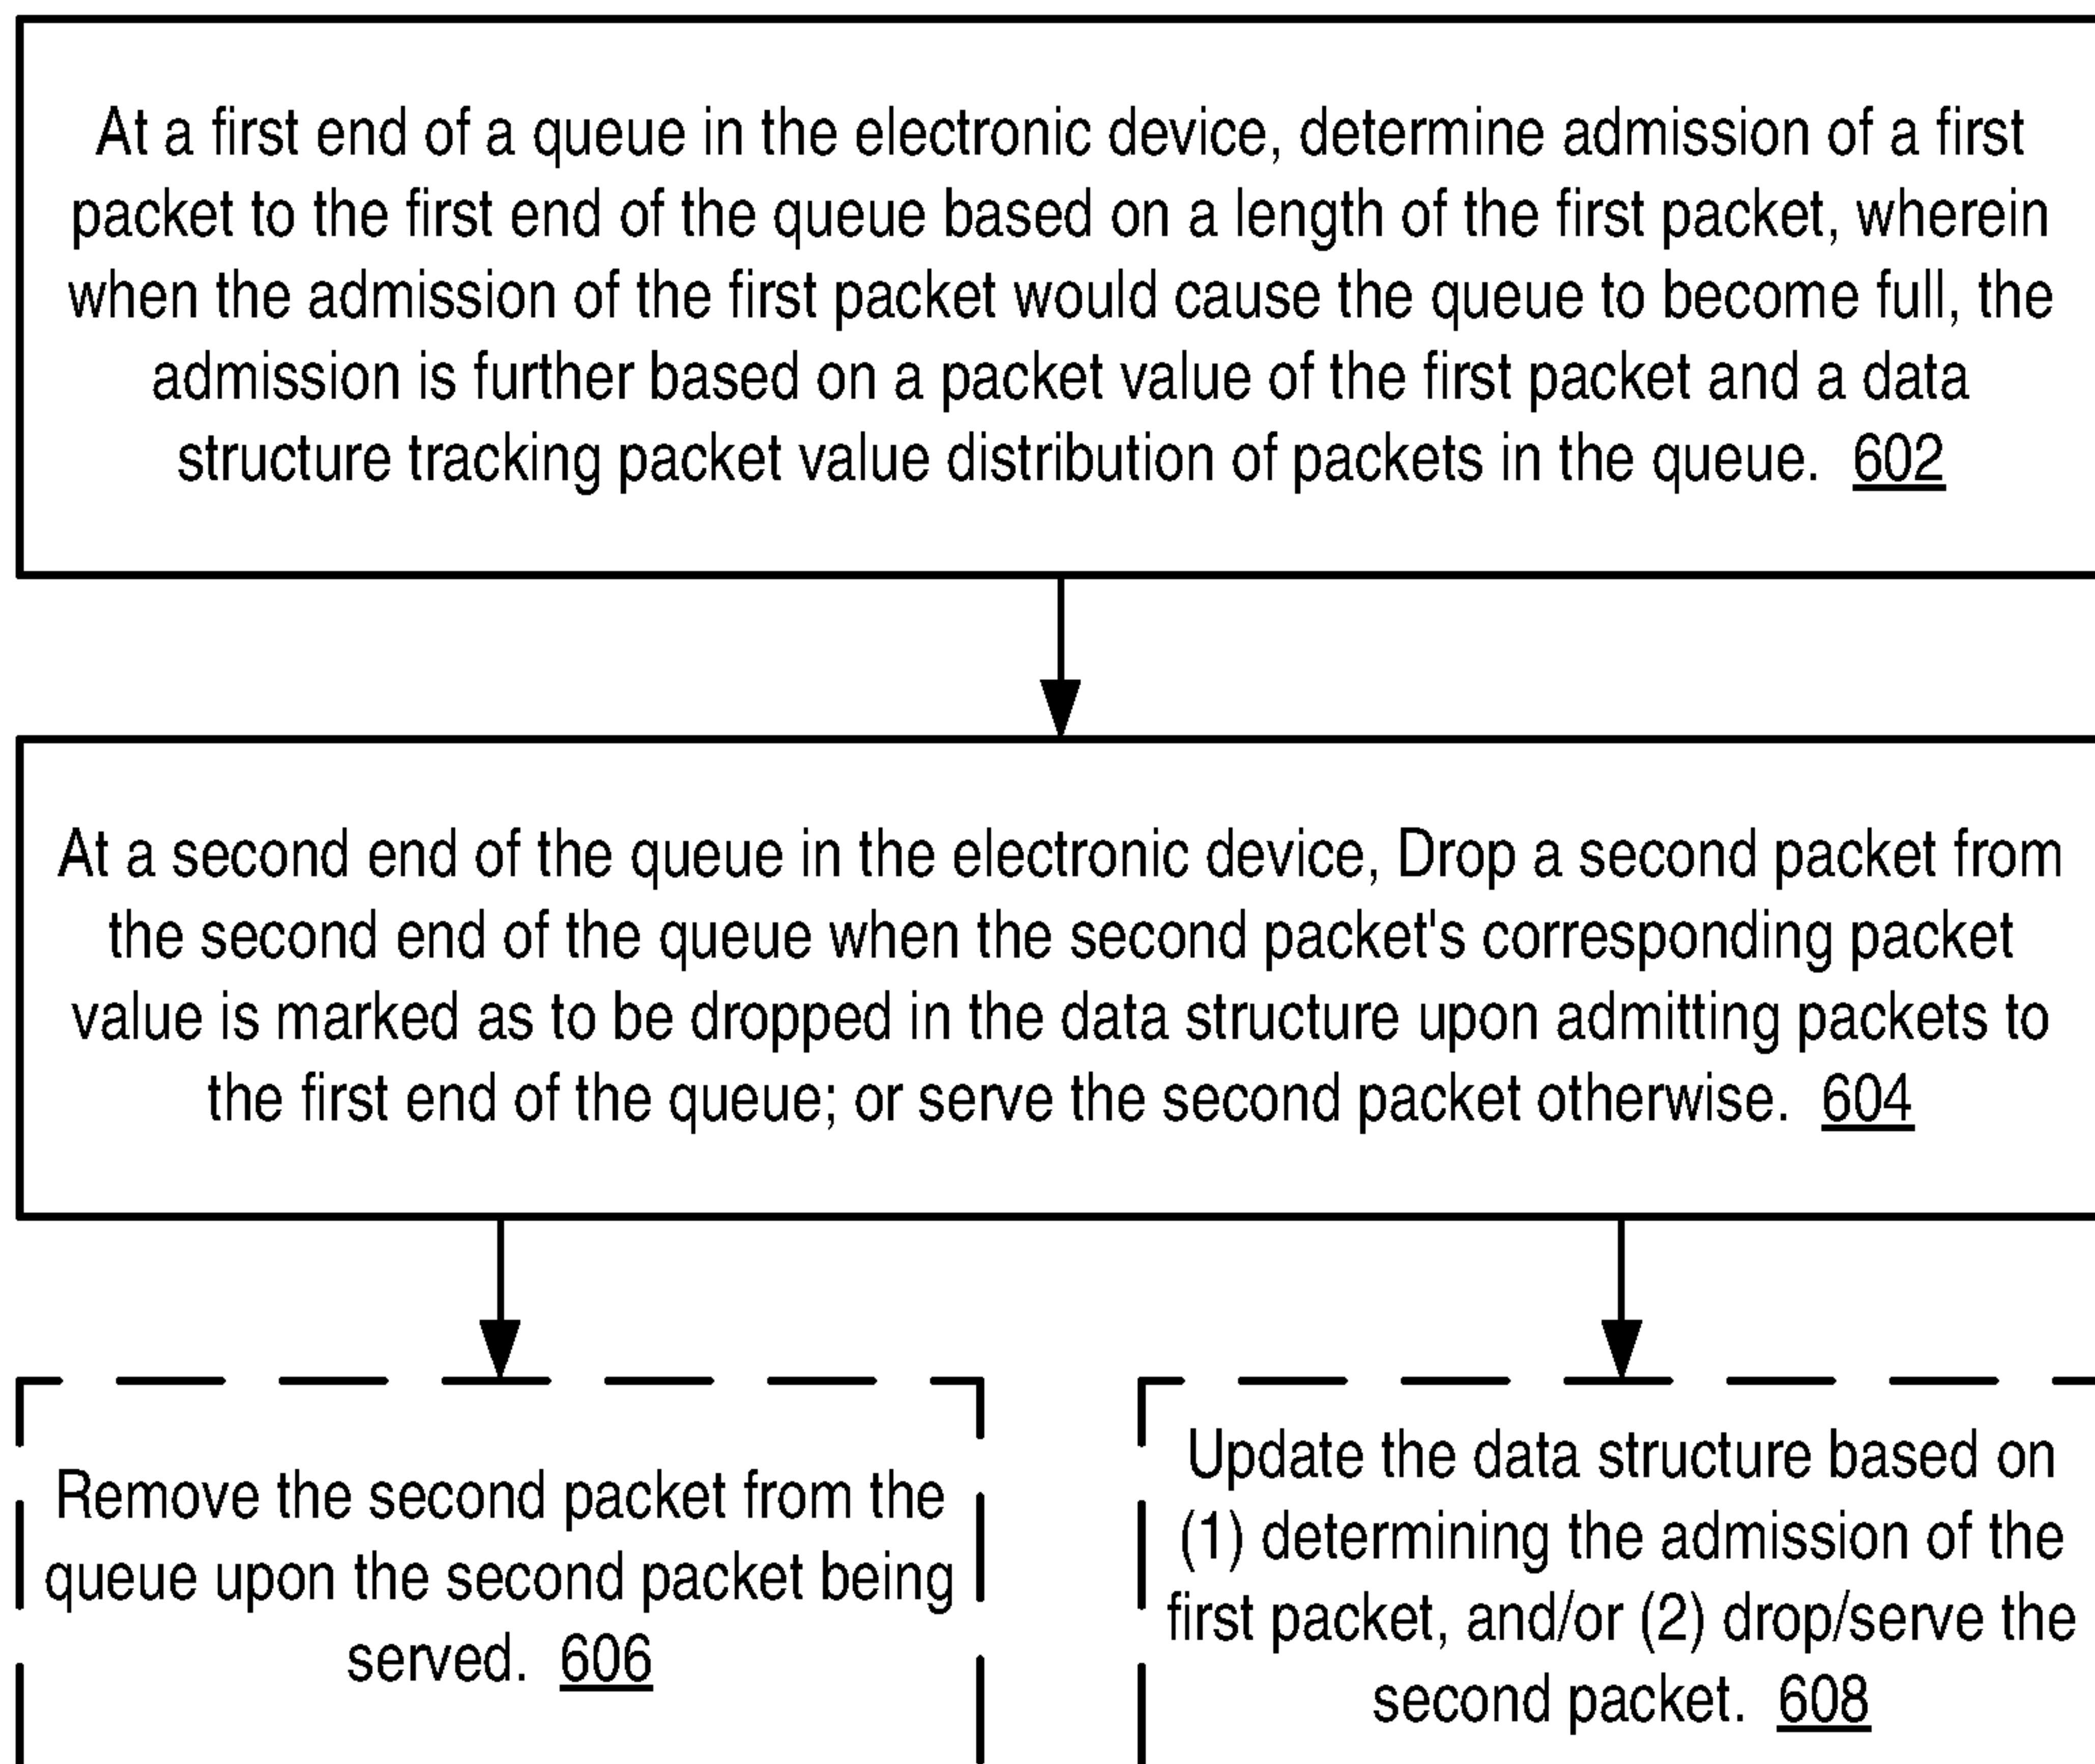 At a first end of a queue in the electronic device, determine admission of a first
packet to the first end of the queue based on a length of the first packet, wherein
when the admission of the first packet would cause the queue to become full, the
admission is further based on a packet value of the first packet and a data
structure tracking packet value distribution of packets in the queue. 602
At a second end of the queue in the electronic device, Drop a second packet from
the second end of the queue when the second packet's corresponding packet
value is marked as to be dropped in the data structure upon admitting packets to
the first end of the queue; or serve the second packet otherwise. 604
Remove the second packet from the
queue upon the second packet being
served. 606
Update the data structure based on
(1) determining the admission of the
first packet, and/or (2) drop/serve the
second packet. 608